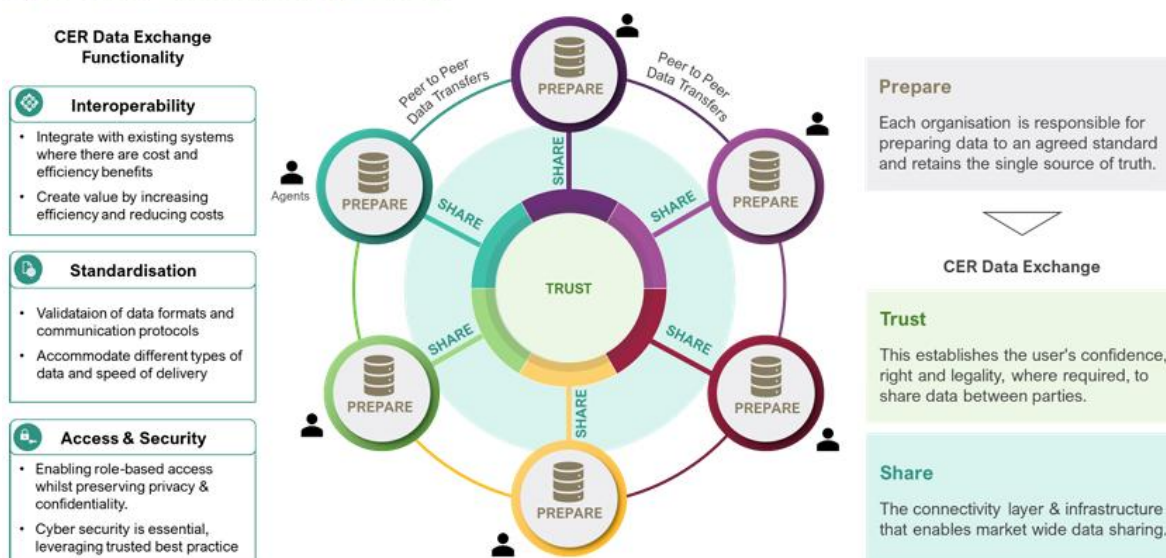 CER Data Exchange
Functionality
Interoperability
• Integrate with existing systems
where there are cost and
efficiency benefits
• Create value by increasing
efficiency and reducing costs
Standardisation
• Validataion of data formats and
communication protocols
• Accommodate different types of
data and speed of delivery
Access & Security
• Enabling role-based access
whilst preserving privacy &
confidentiality.
• Cyber security is essential,
leveraging trusted best practice
Peer to Peer
Data Transfers
Peer to Peer
Data Transfers
PREPARE
PREPARE
PREPARE
Agents
SHARE
SHARE
SHARE
TRUST
SHARE
SHARE
SHARE
PREPARE
PREPARE
PREPARE
Prepare
Each organisation is responsible for
preparing data to an agreed standard
and retains the single source of truth.
CER Data Exchange
Trust
This establishes the user's confidence,
right and legality, where required, to
share data between parties.
Share
The connectivity layer & infrastructure
that enables market wide data sharing.